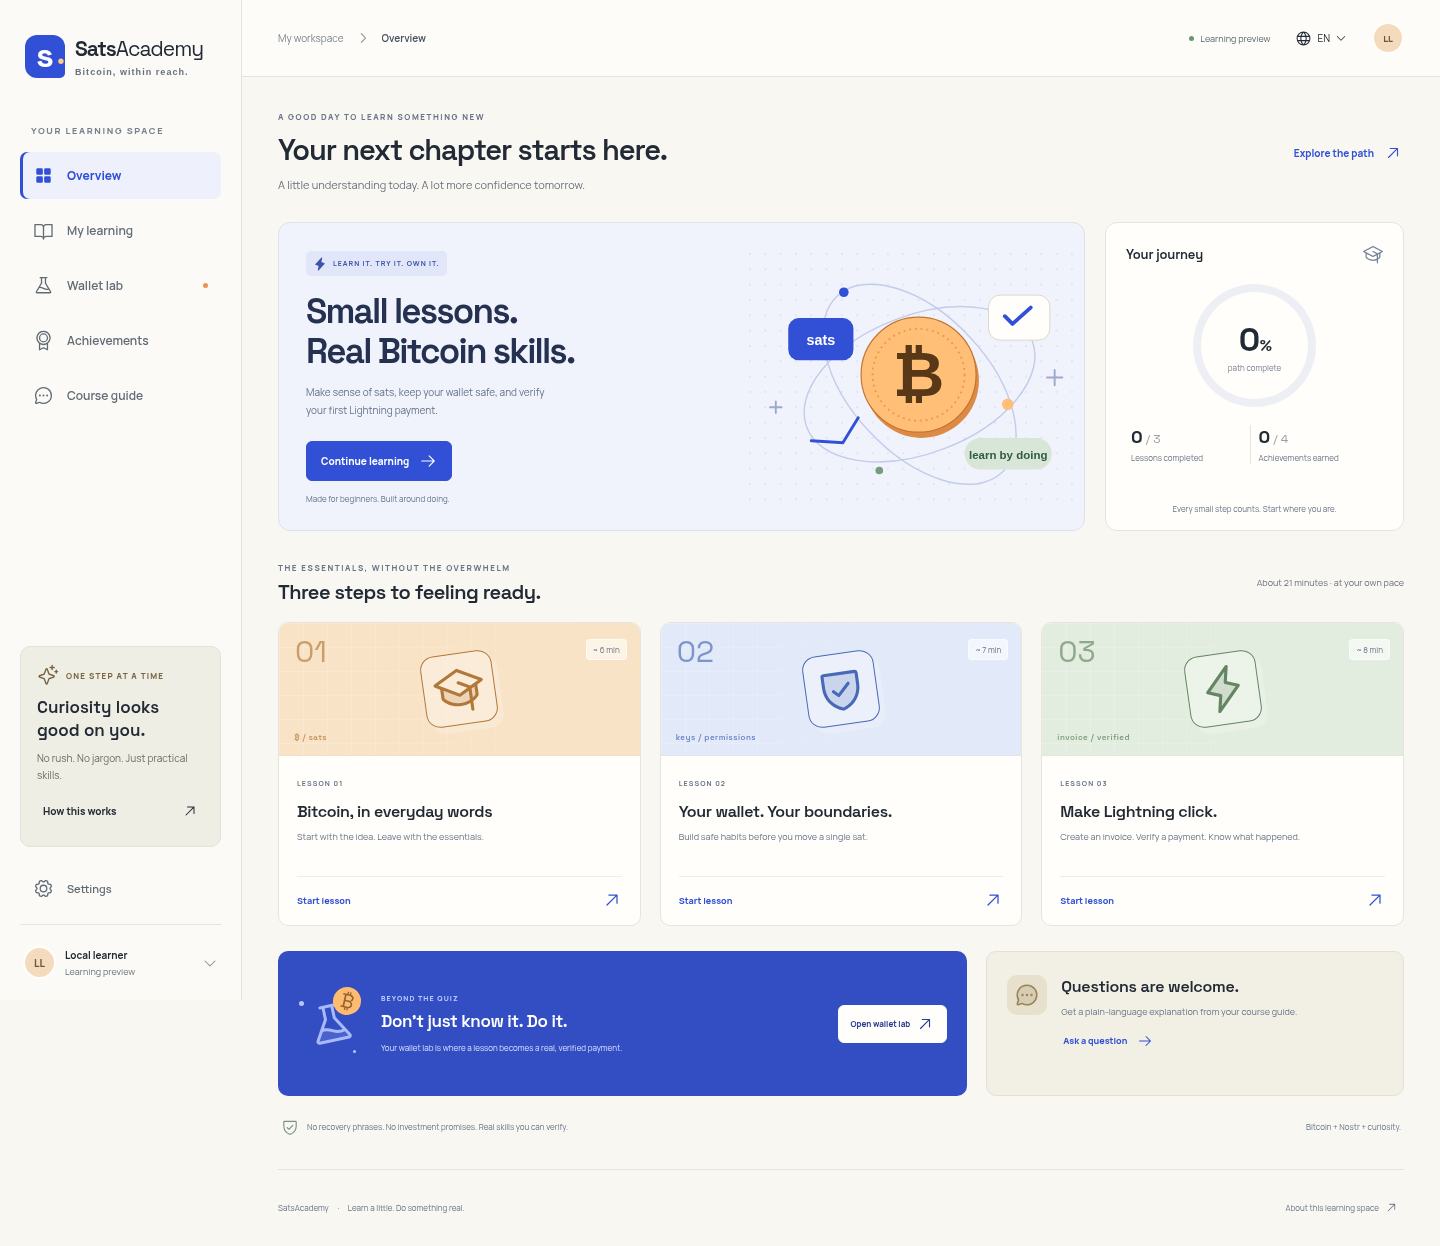 s
SatsAcademy
Bitcoin, within reach.
YOUR LEARNING SPACE
Overview
My learning
Wallet lab
Achievements
Course guide
ONE STEP AT A TIME
Curiosity looks
good on you.
No rush. No jargon. Just practical
skills.
How this works
Settings
LL
Local learner
Learning preview
My workspace
Overview
Learning preview
EN
LL
A GOOD DAY TO LEARN SOMETHING NEW
Your next chapter starts here.
A little understanding today. A lot more confidence tomorrow.
Explore the path
LEARN IT. TRY IT. OWN IT.
Small lessons.
Real Bitcoin skills.
Make sense of sats, keep your wallet safe, and verify
your first Lightning payment.
Continue learning
Made for beginners. Built around doing.
sats
₿
learn by doing
Your journey
0%
path complete
0 / 3
Lessons completed
0 / 4
Achievements earned
Every small step counts. Start where you are.
THE ESSENTIALS, WITHOUT THE OVERWHELM
Three steps to feeling ready.
About 21 minutes · at your own pace
01
~ 6 min
₿ / sats
LESSON 01
Bitcoin, in everyday words
Start with the idea. Leave with the essentials.
Start lesson
02
~ 7 min
keys / permissions
LESSON 02
Your wallet. Your boundaries.
Build safe habits before you move a single sat.
Start lesson
03
~ 8 min
invoice / verified
LESSON 03
Make Lightning click.
Create an invoice. Verify a payment. Know what happened.
Start lesson
₿
BEYOND THE QUIZ
Don't just know it. Do it.
Your wallet lab is where a lesson becomes a real, verified payment.
Open wallet lab
Questions are welcome.
Get a plain-language explanation from your course guide.
Ask a question
No recovery phrases. No investment promises. Real skills you can verify.
Bitcoin + Nostr + curiosity.
SatsAcademy · Learn a little. Do something real.
About this learning space